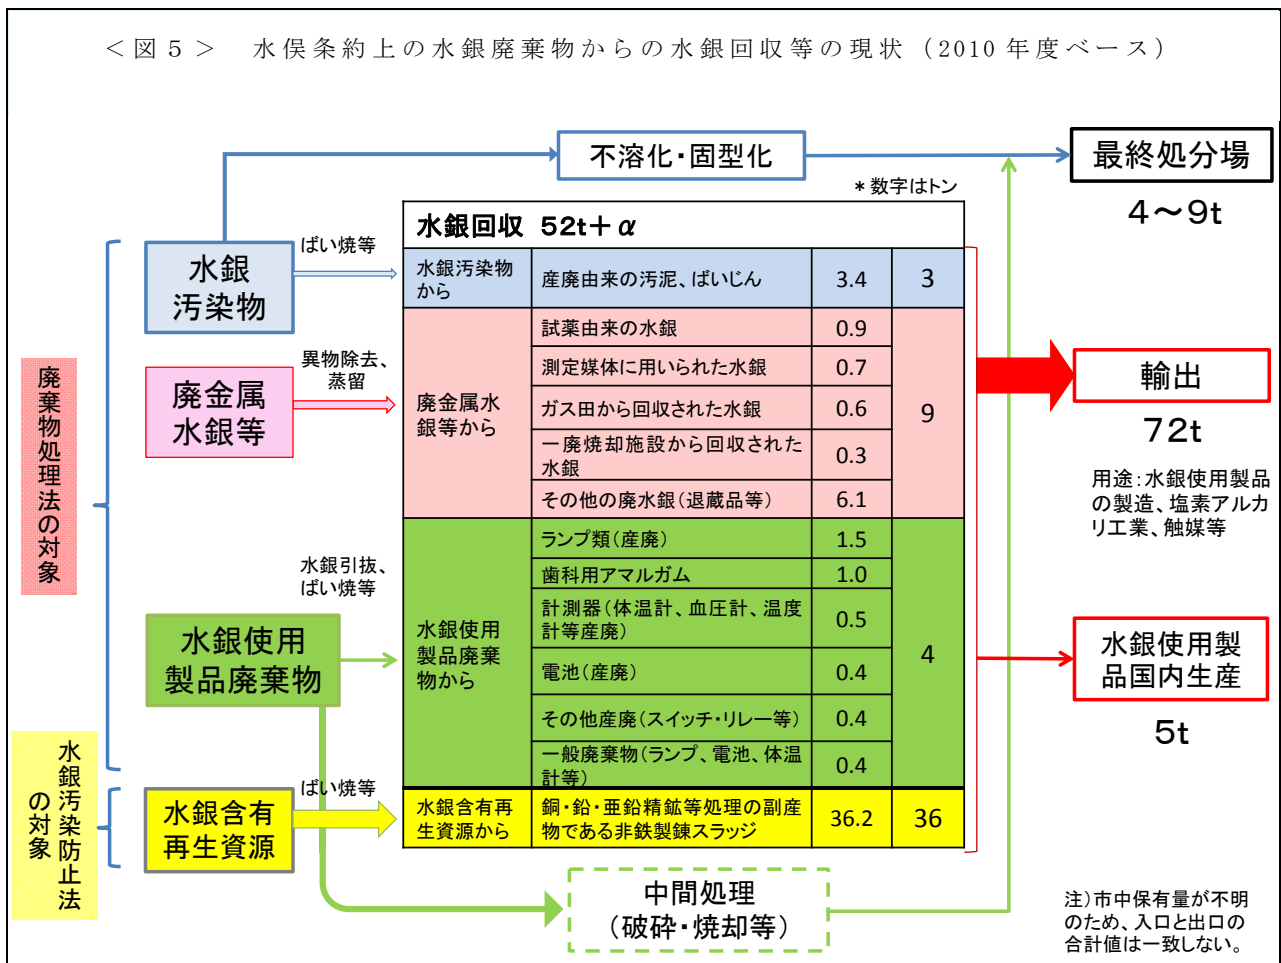 ＜図５＞　水俣条約上の水銀廃棄物からの水銀回収等の現状（2010年度ベース）
不溶化・固型化
最終処分場
4～9t
＊数字はトン
水銀回収　52t＋α
廃棄物処理法の対象
水銀汚染防止法
の対象
水銀
汚染物
ばい焼等
廃金属
水銀等
異物除去、
蒸留
水銀使用
製品廃棄物
水銀引抜、
ばい焼等
水銀含有
再生資源
ばい焼等
水銀汚染物
から
産廃由来の汚泥、ばいじん
3.4
3
廃金属水
銀等から
試薬由来の水銀
0.9
測定媒体に用いられた水銀
0.7
ガス田から回収された水銀
0.6
一廃焼却施設から回収された
水銀
0.3
その他の廃水銀（退蔵品等）
6.1
9
水銀使用
製品廃棄
物から
ランプ類（産廃）
1.5
歯科用アマルガム
1.0
計測器（体温計、血圧計、温度
計等産廃）
0.5
電池（産廃）
0.4
その他産廃（スイッチ・リレー等）
0.4
一般廃棄物（ランプ、電池、体温
計等）
0.4
4
水銀含有再
生資源から
銅・鉛・亜鉛精鉱等処理の副産
物である非鉄製錬スラッジ
36.2
36
輸出
72t
用途：水銀使用製品
の製造、塩素アルカ
リ工業、触媒等
水銀使用製
品国内生産
5t
中間処理
（破砕・焼却等）
注）市中保有量が不明
のため、入口と出口の
合計値は一致しない。